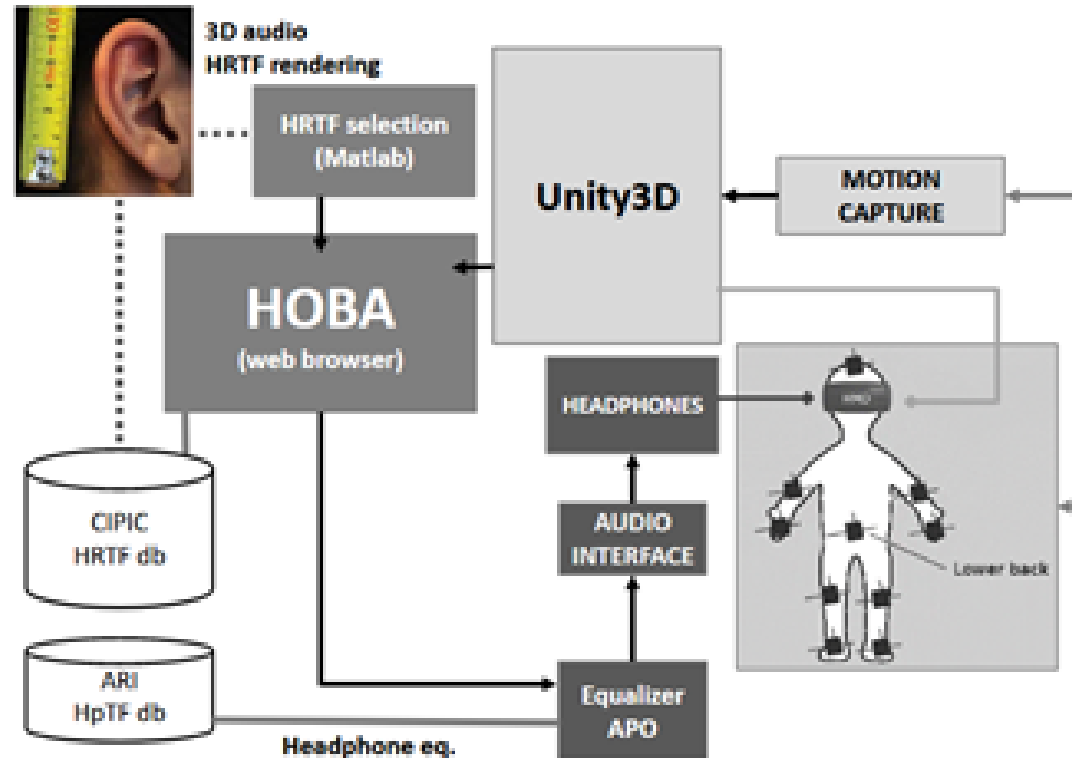 3D audio
HRTF rendering
HRTF selection
(Matlab)
Unity3D
MOTION
CAPTURE
HOBA
(web browser)
HEADPHONES
HMD
CIPIC
HRTF db
AUDIO
INTERFACE
Lower back
ARI
HpTF db
Equalizer
APO
Headphone eq.